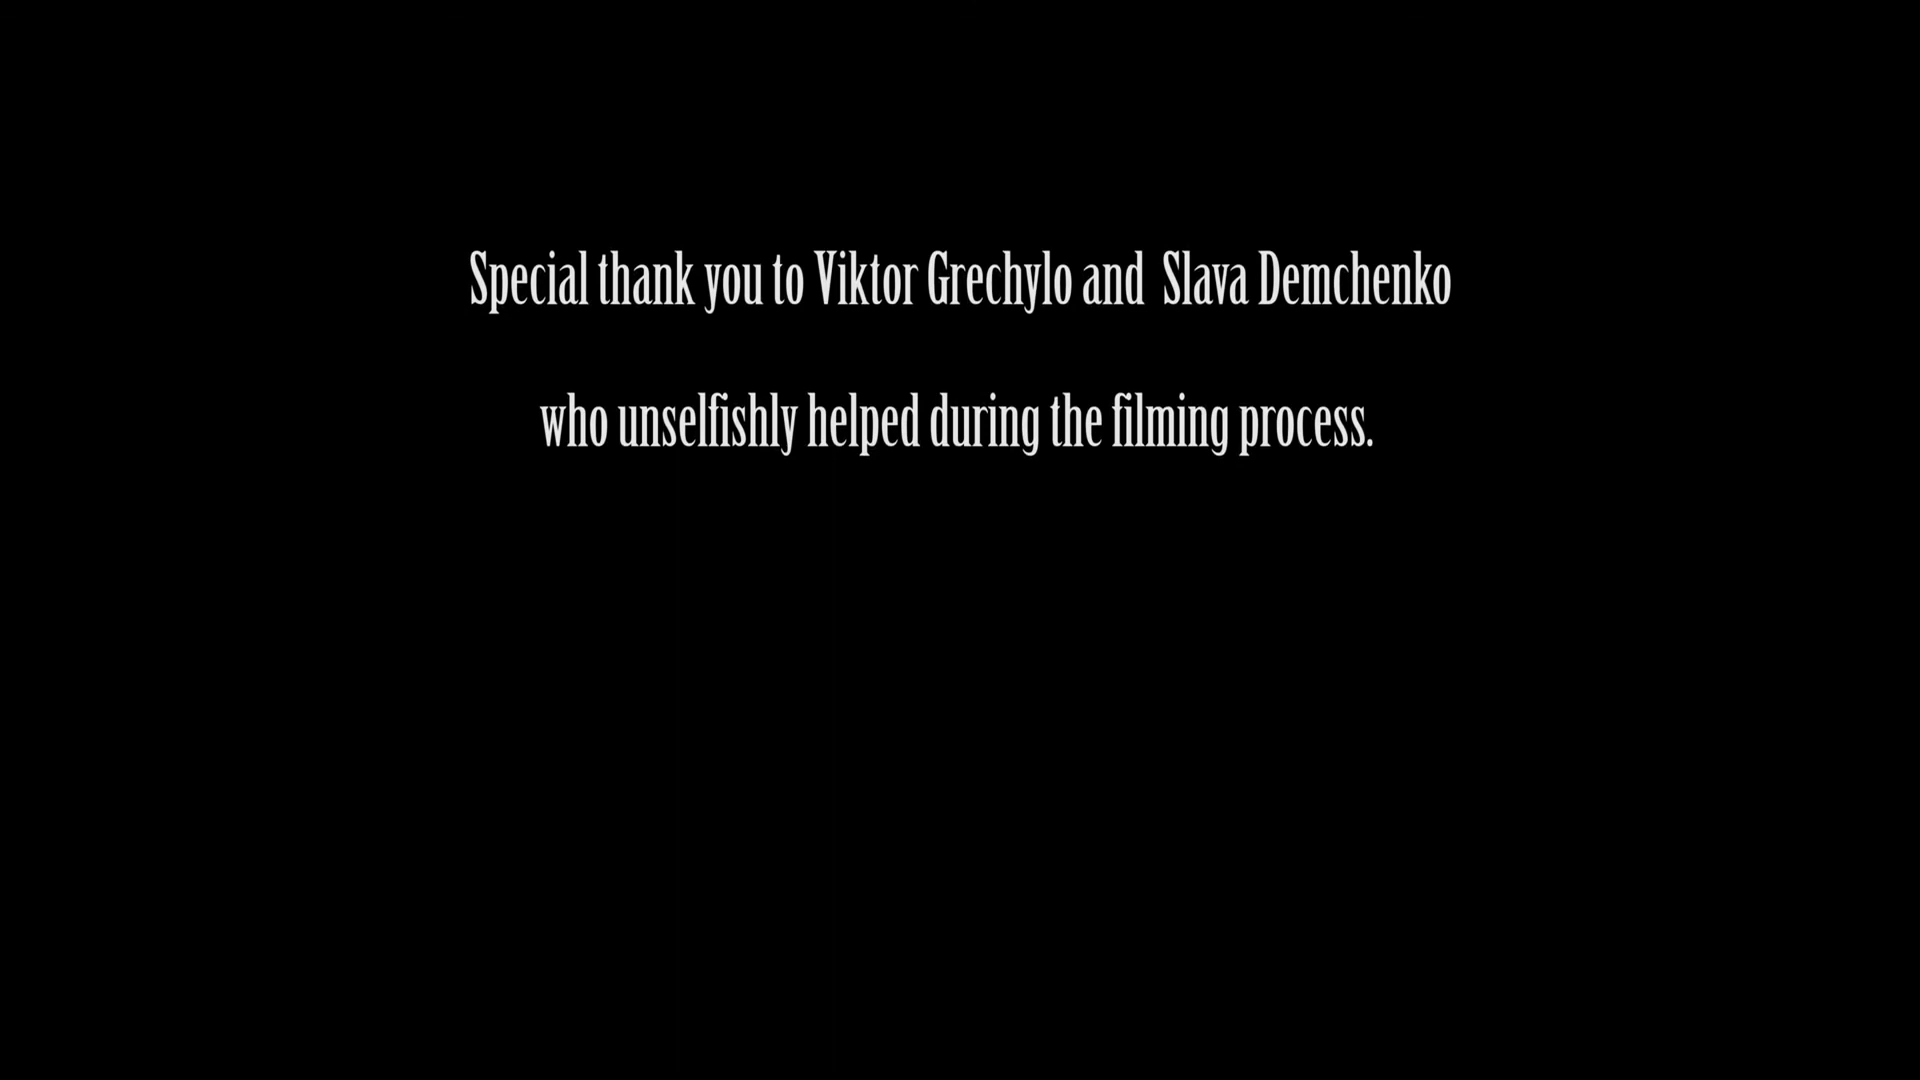 Special thank you to Viktor Grechylo and  Slava Demchenko
who unselfishly helped during the filming process.